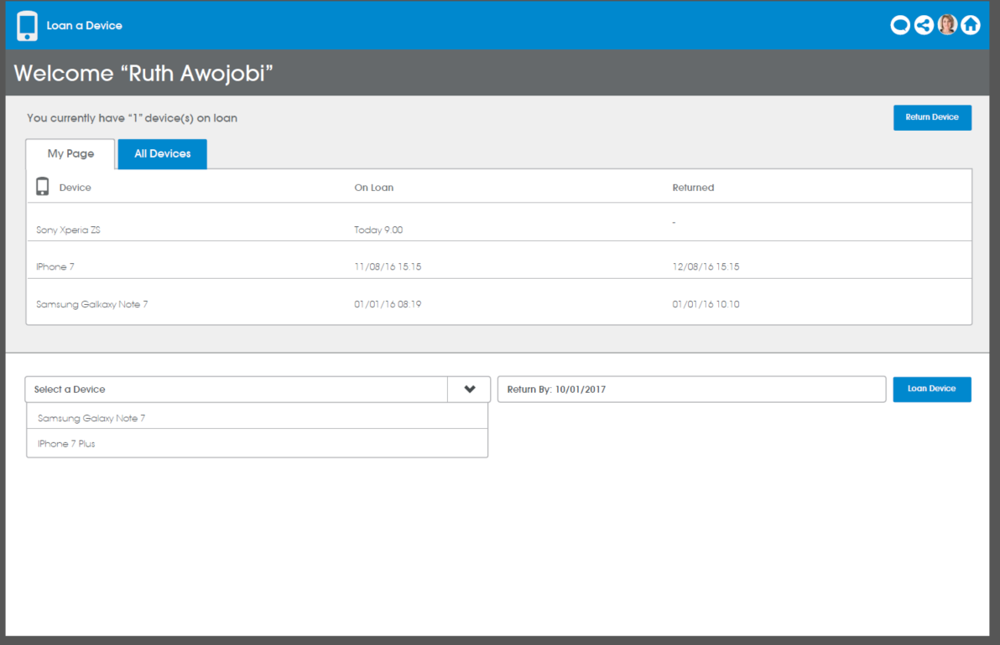 Loan a Device
Welcome “Ruth Awojobi”
You currently have “1” device(s) on loan
Return Device
My Page All Devices
Device On Loan Returned
Sony Xperia ZS Today 9:00 -
IPhone 7 11/08/16 15:15 12/08/16 15:15
Samsung Galkaxy Note 7 01/01/16 08:19 01/01/16 10:10
Select a Device Return By: 10/01/2017 Loan Device
Samsung Galaxy Note 7
IPhone 7 Plus